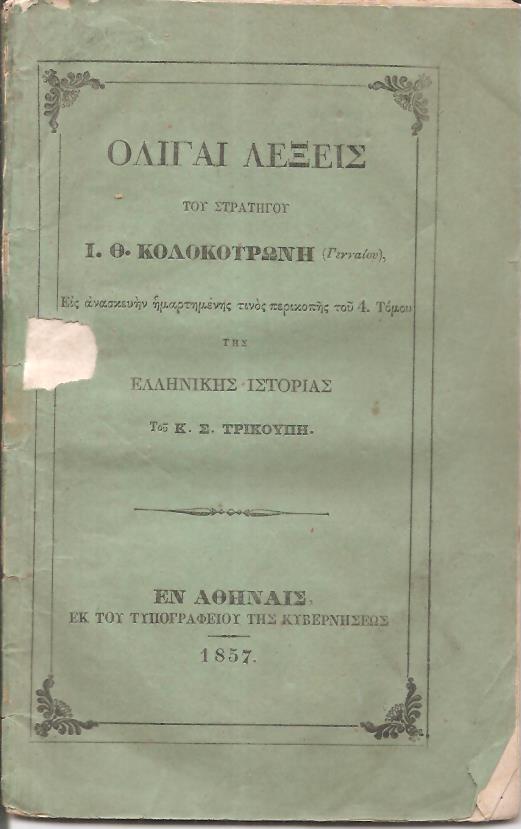 ΟΛΙΓΑΙ ΛΕΞΕΙΣ
ΤΟΥ ΣΤΡΑΤΗΓΟΥ
Ι. Θ. ΚΟΛΟΚΟΤΡΩΝΗ (Γενναίου),
Εἰς ἀνασκευὴν ἡμαρτημένης τινὸς περικοπῆς τοῦ 4. Τόμου
ΤΗΣ
ΕΛΛΗΝΙΚΗΣ ΙΣΤΟΡΙΑΣ
Τοῦ Κ. Σ. ΤΡΙΚΟΥΠΗ.
ΕΝ ΑΘΗΝΑΙΣ,
ΕΚ ΤΟΥ ΤΥΠΟΓΡΑΦΕΙΟΥ ΤΗΣ ΚΥΒΕΡΝΗΣΕΩΣ
1857.